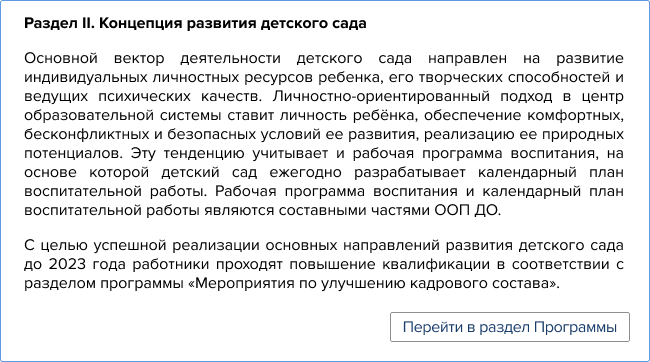 Раздел II. Концепция развития детского сада
Основной вектор деятельности детского сада направлен на развитие
индивидуальных личностных ресурсов ребенка, его творческих способностей и
ведущих психических качеств. Личностно-ориентированный подход в центр
образовательной системы ставит личность ребёнка, обеспечение комфортных,
бесконфликтных и безопасных условий ее развития, реализацию ее природных
потенциалов. Эту тенденцию учитывает и рабочая программа воспитания, на
основе которой детский сад ежегодно разрабатывает календарный план
воспитательной работы. Рабочая программа воспитания и календарный план
воспитательной работы являются составными частями ООП ДО.
С целью успешной реализации основных направлений развития детского сада
до 2023 года работники проходят повышение квалификации в соответствии с
разделом программы «Мероприятия по улучшению кадрового состава».
Перейти в раздел Программы